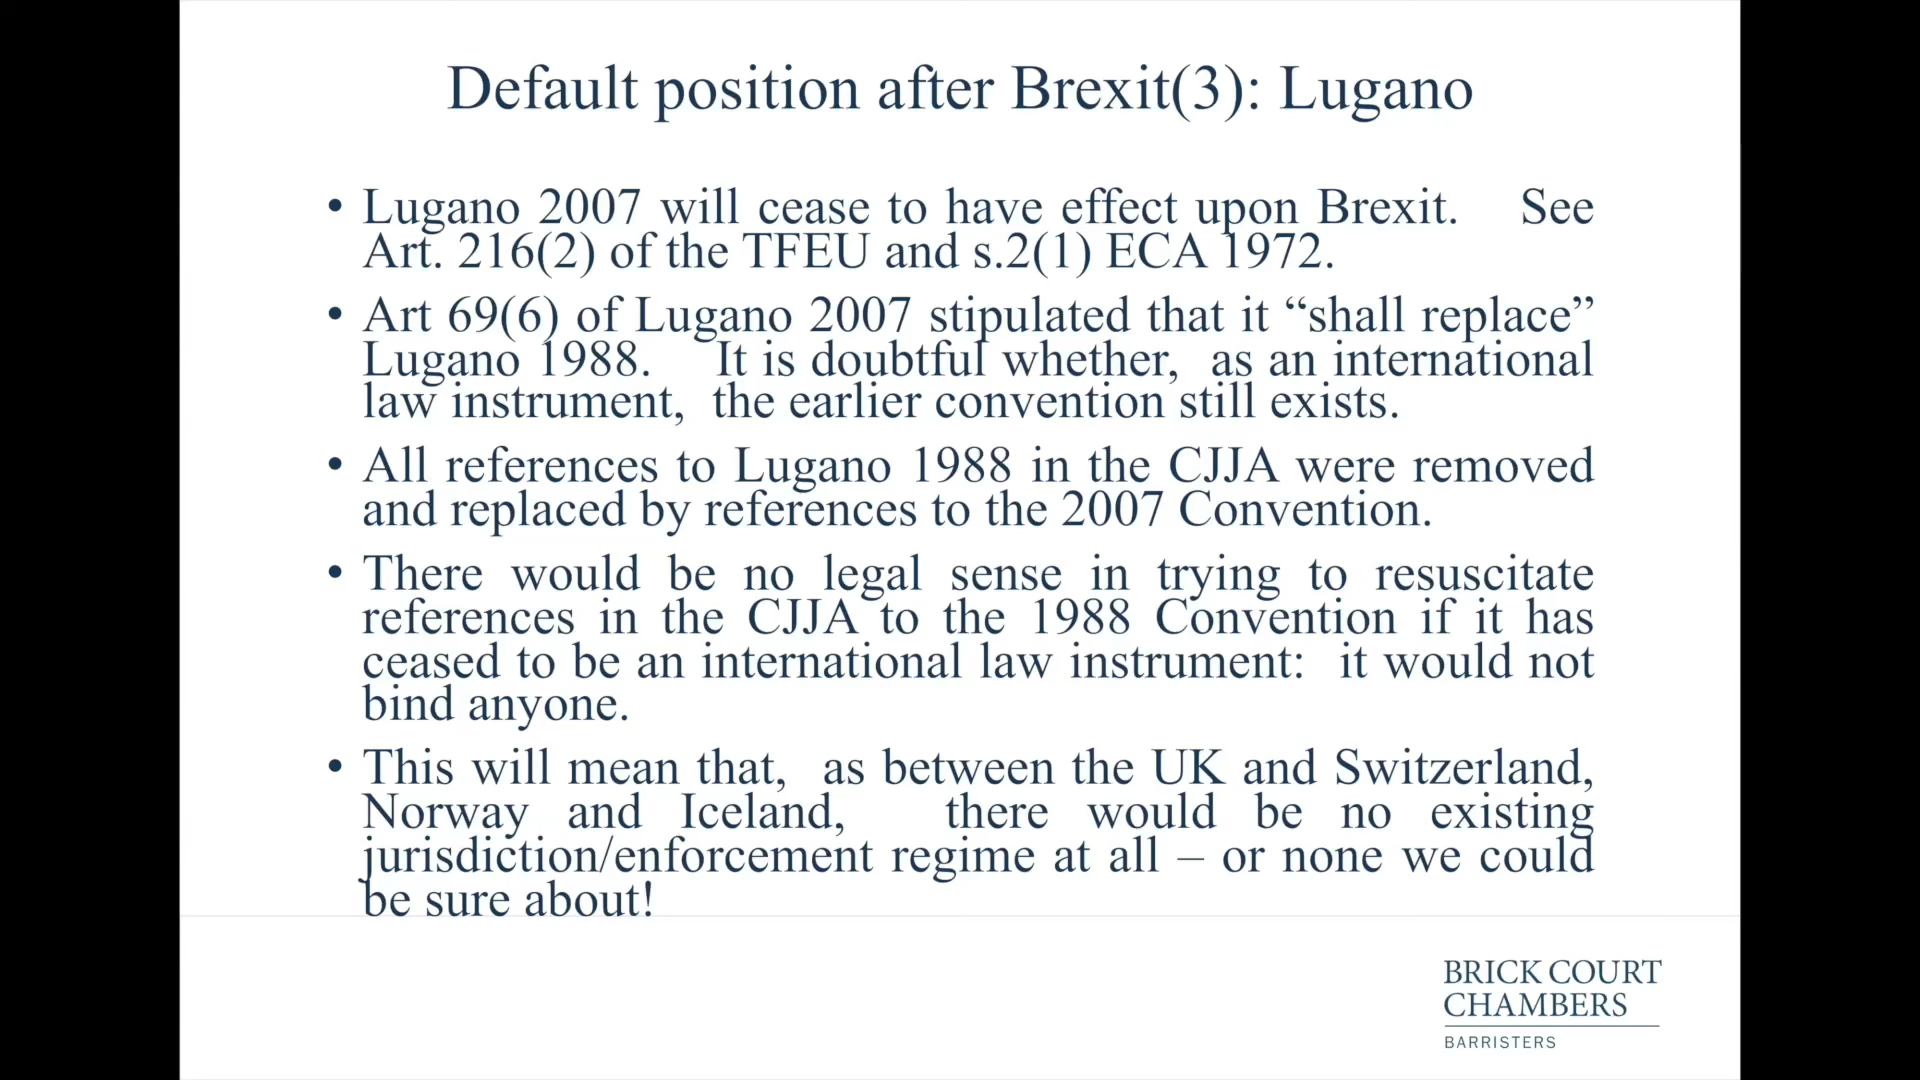 Default position after Brexit(3): Lugano
• Lugano 2007 will cease to have effect upon Brexit. See
Art. 216(2) of the TFEU and s.2(1) ECA 1972.
• Art 69(6) of Lugano 2007 stipulated that it “shall replace”
Lugano 1988. It is doubtful whether, as an international
law instrument, the earlier convention still exists.
• All references to Lugano 1988 in the CJJA were removed
and replaced by references to the 2007 Convention.
• There would be no legal sense in trying to resuscitate
references in the CJJA to the 1988 Convention if it has
ceased to be an international law instrument: it would not
bind anyone.
• This will mean that, as between the UK and Switzerland,
Norway and Iceland, there would be no existing
jurisdiction/enforcement regime at all – or none we could
be sure about!
BRICK COURT
CHAMBERS
BARRISTERS